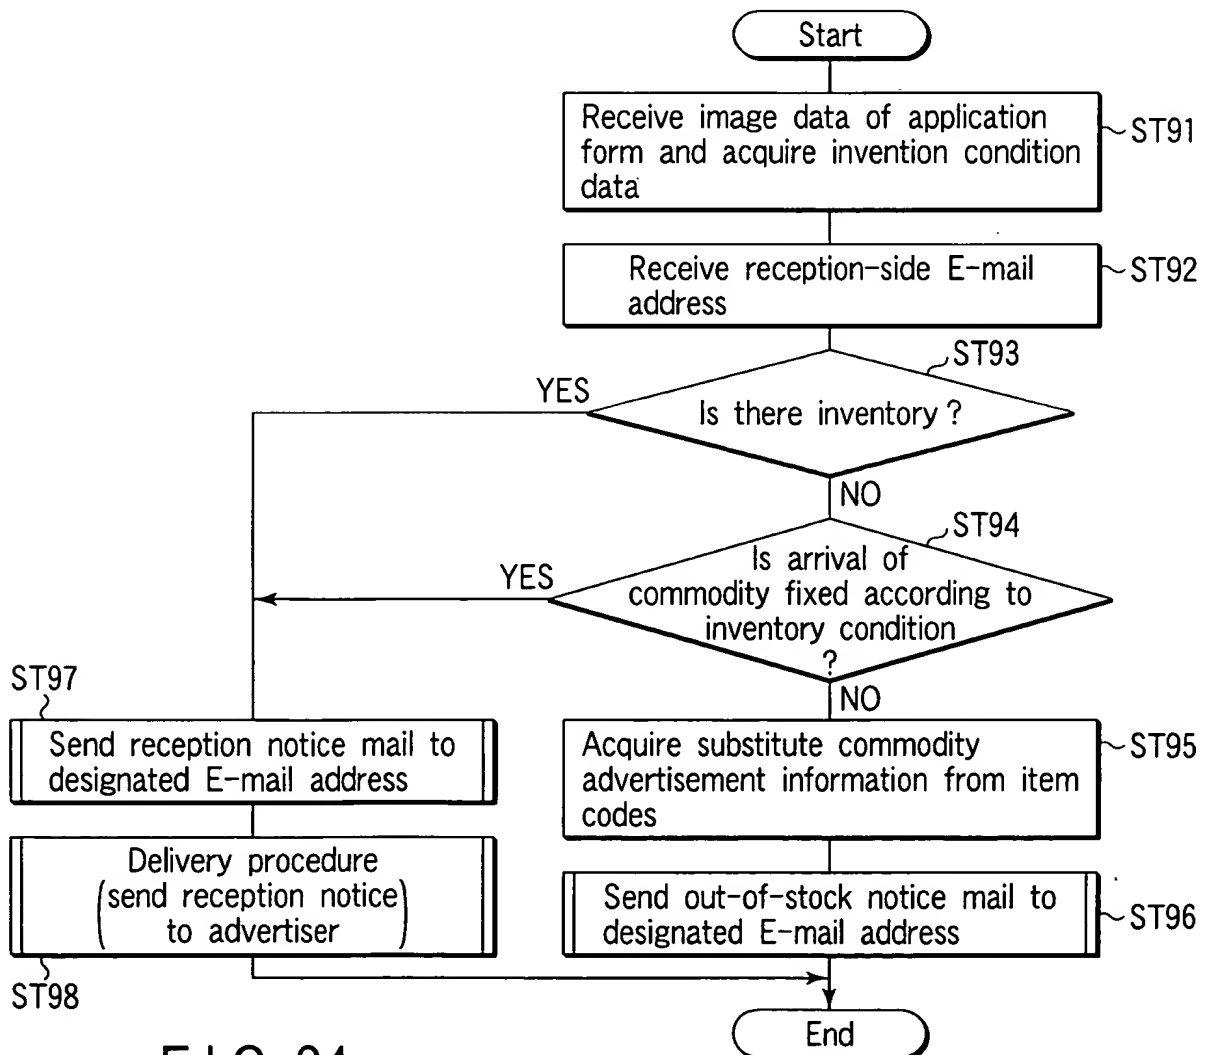 Start
Receive image data of application
form and acquire invention condition
data
ST91
Receive reception-side E-mail
address
ST92
ST93
YES
Is there inventory ?
NO
ST94
YES
Is arrival of
commodity fixed according to
inventory condition
?
NO
ST97
Send reception notice mail to
designated E-mail address
Acquire substitute commodity
advertisement information from item
codes
ST95
Delivery procedure
(send reception notice
to advertiser)
ST98
Send out-of-stock notice mail to
designated E-mail address
ST96
End